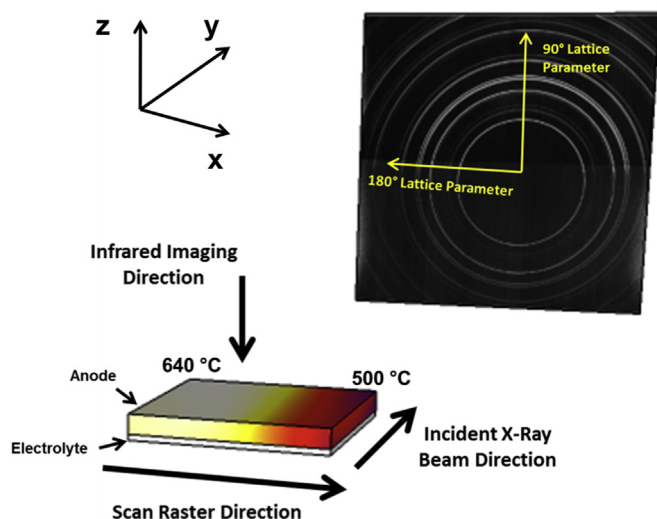 z
y
x
90° Lattice
Parameter
180° Lattice Parameter
Infrared Imaging
Direction
640 °C
500 °C
Anode
Electrolyte
Incident X-Ray
Beam Direction
Scan Raster Direction